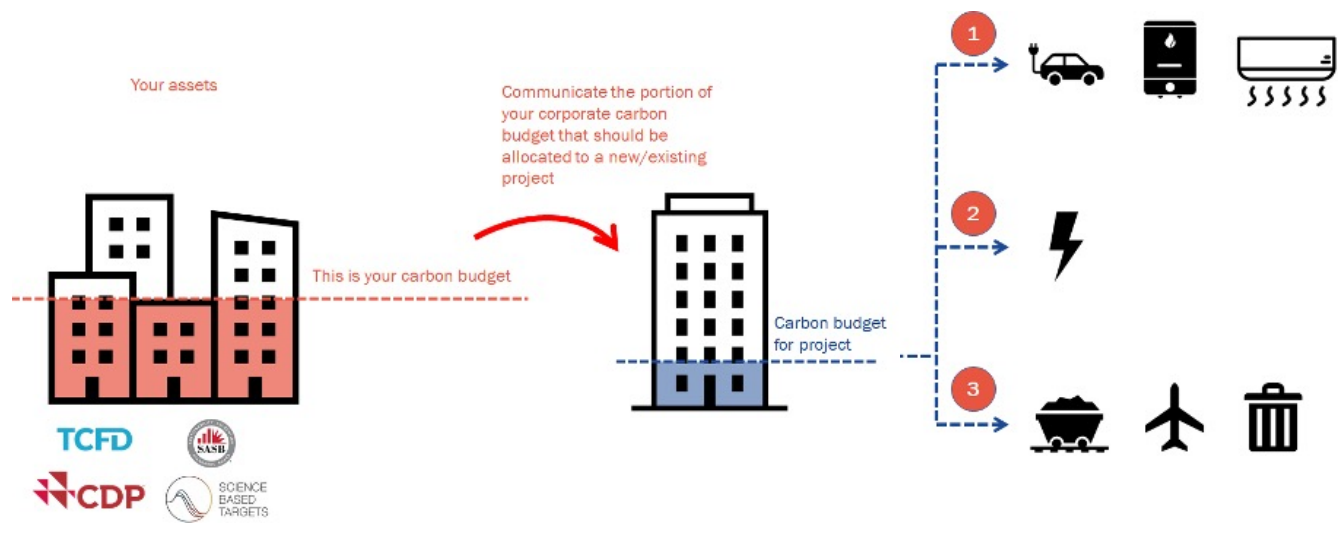 Your assets
Communicate the portion of
your corporate carbon
budget that should be
allocated to a new/existing
project
This is your carbon budget
Carbon budget
for project
1
2
3
TCFD
SASB
CDP
SCIENCE
BASED
TARGETS